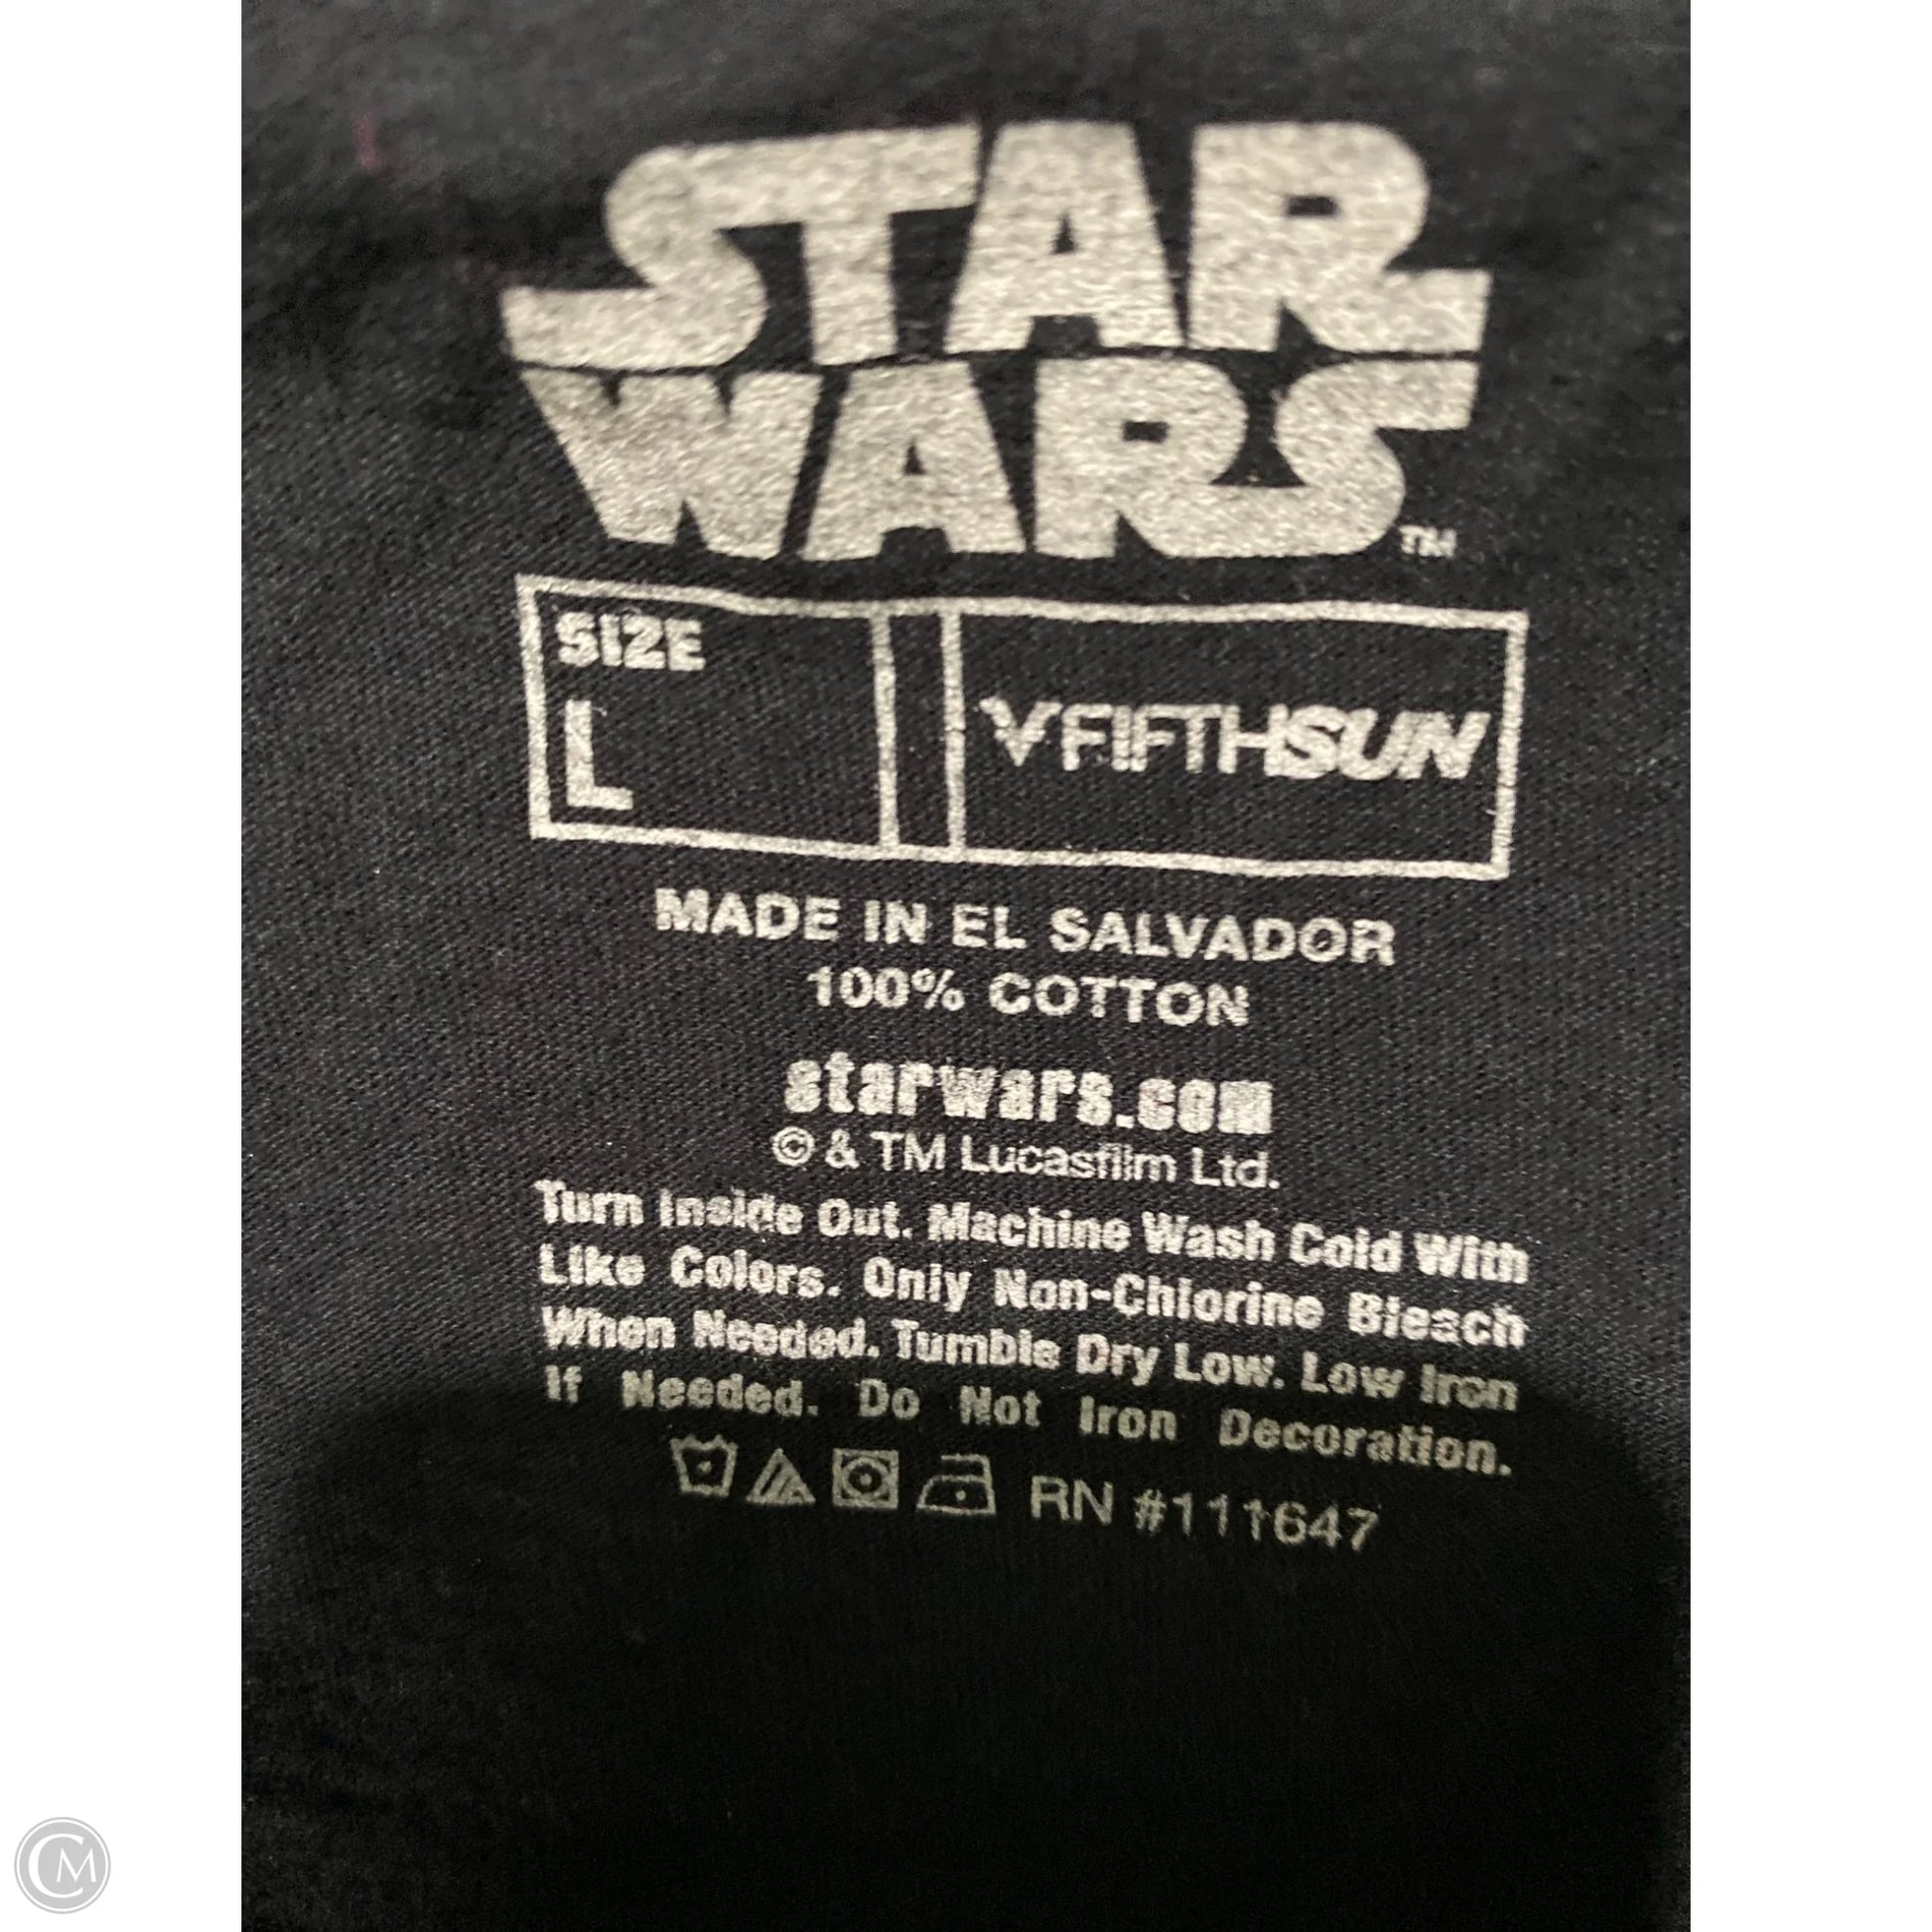 STAR
WARS™
SIZE
L
FIFTHSUN
MADE IN EL SALVADOR
100% COTTON
starwars.com
© & TM Lucasfilm Ltd.
Turn Inside Out. Machine Wash Cold With
Like Colors. Only Non-Chlorine Bleach
When Needed. Tumble Dry Low. Low Iron
If Needed. Do Not Iron Decoration.
RN #111647
CM